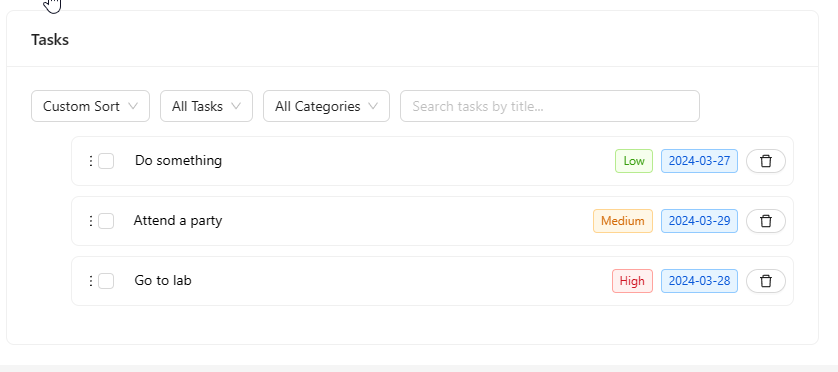 Tasks
Custom Sort All Tasks All Categories Search tasks by title...
Do something Low 2024-03-27
Attend a party Medium 2024-03-29
Go to lab High 2024-03-28